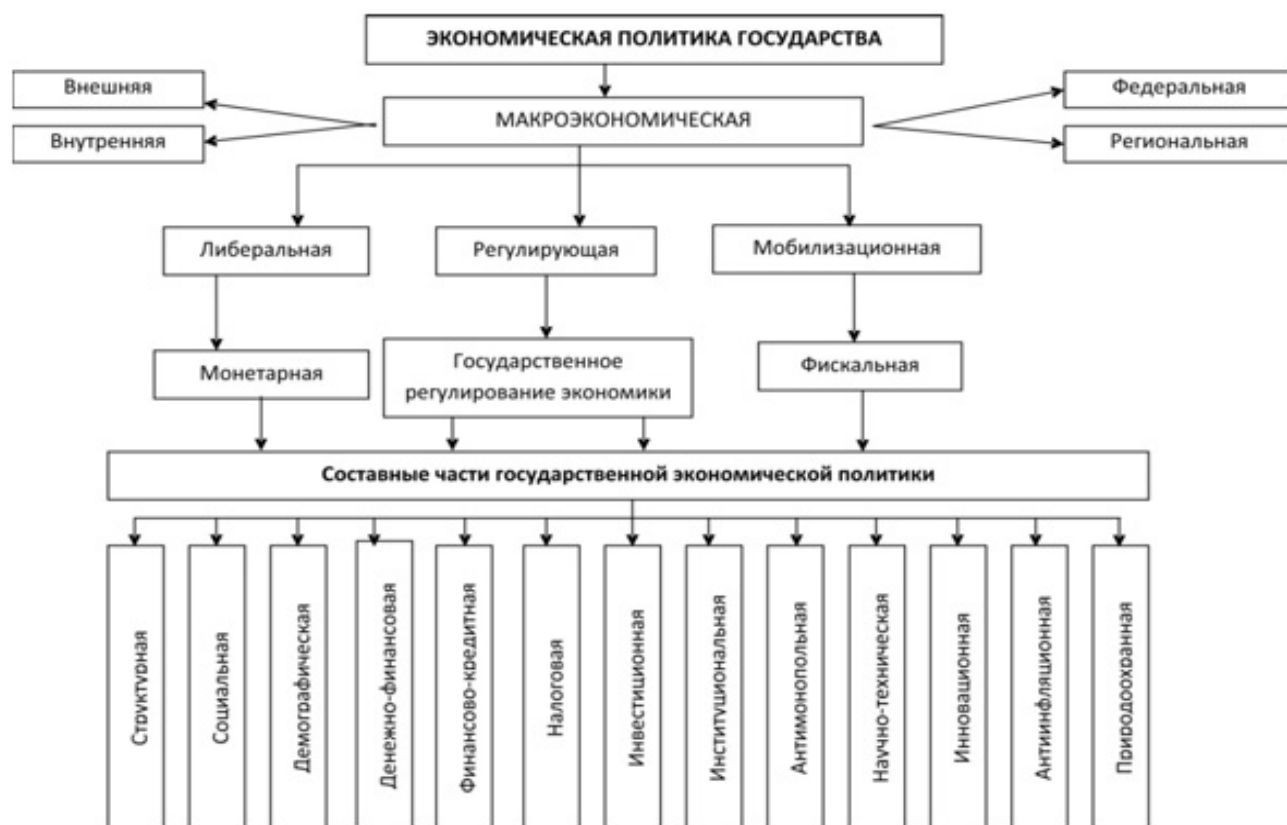 ЭКОНОМИЧЕСКАЯ ПОЛИТИКА ГОСУДАРСТВА
Внешняя
Внутренняя
МАКРОЭКОНОМИЧЕСКАЯ
Федеральная
Региональная
Либеральная
Регулирующая
Мобилизационная
Монетарная
Государственное
регулирование экономики
Фискальная
Составные части государственной экономической политики
Структурная
Социальная
Демографическая
Денежно-финансовая
Финансово-кредитная
Налоговая
Инвестиционная
Институциональная
Антимонопольная
Научно-техническая
Инновационная
Антиинфляционная
Природоохранная